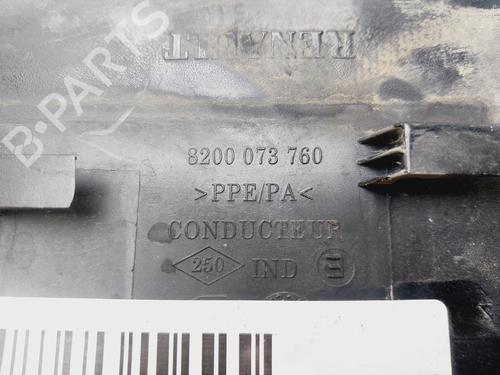 RENAULT
B-PARTS
8200 073 760
>PPE/PA<
CONDUCTEUR
250 IND